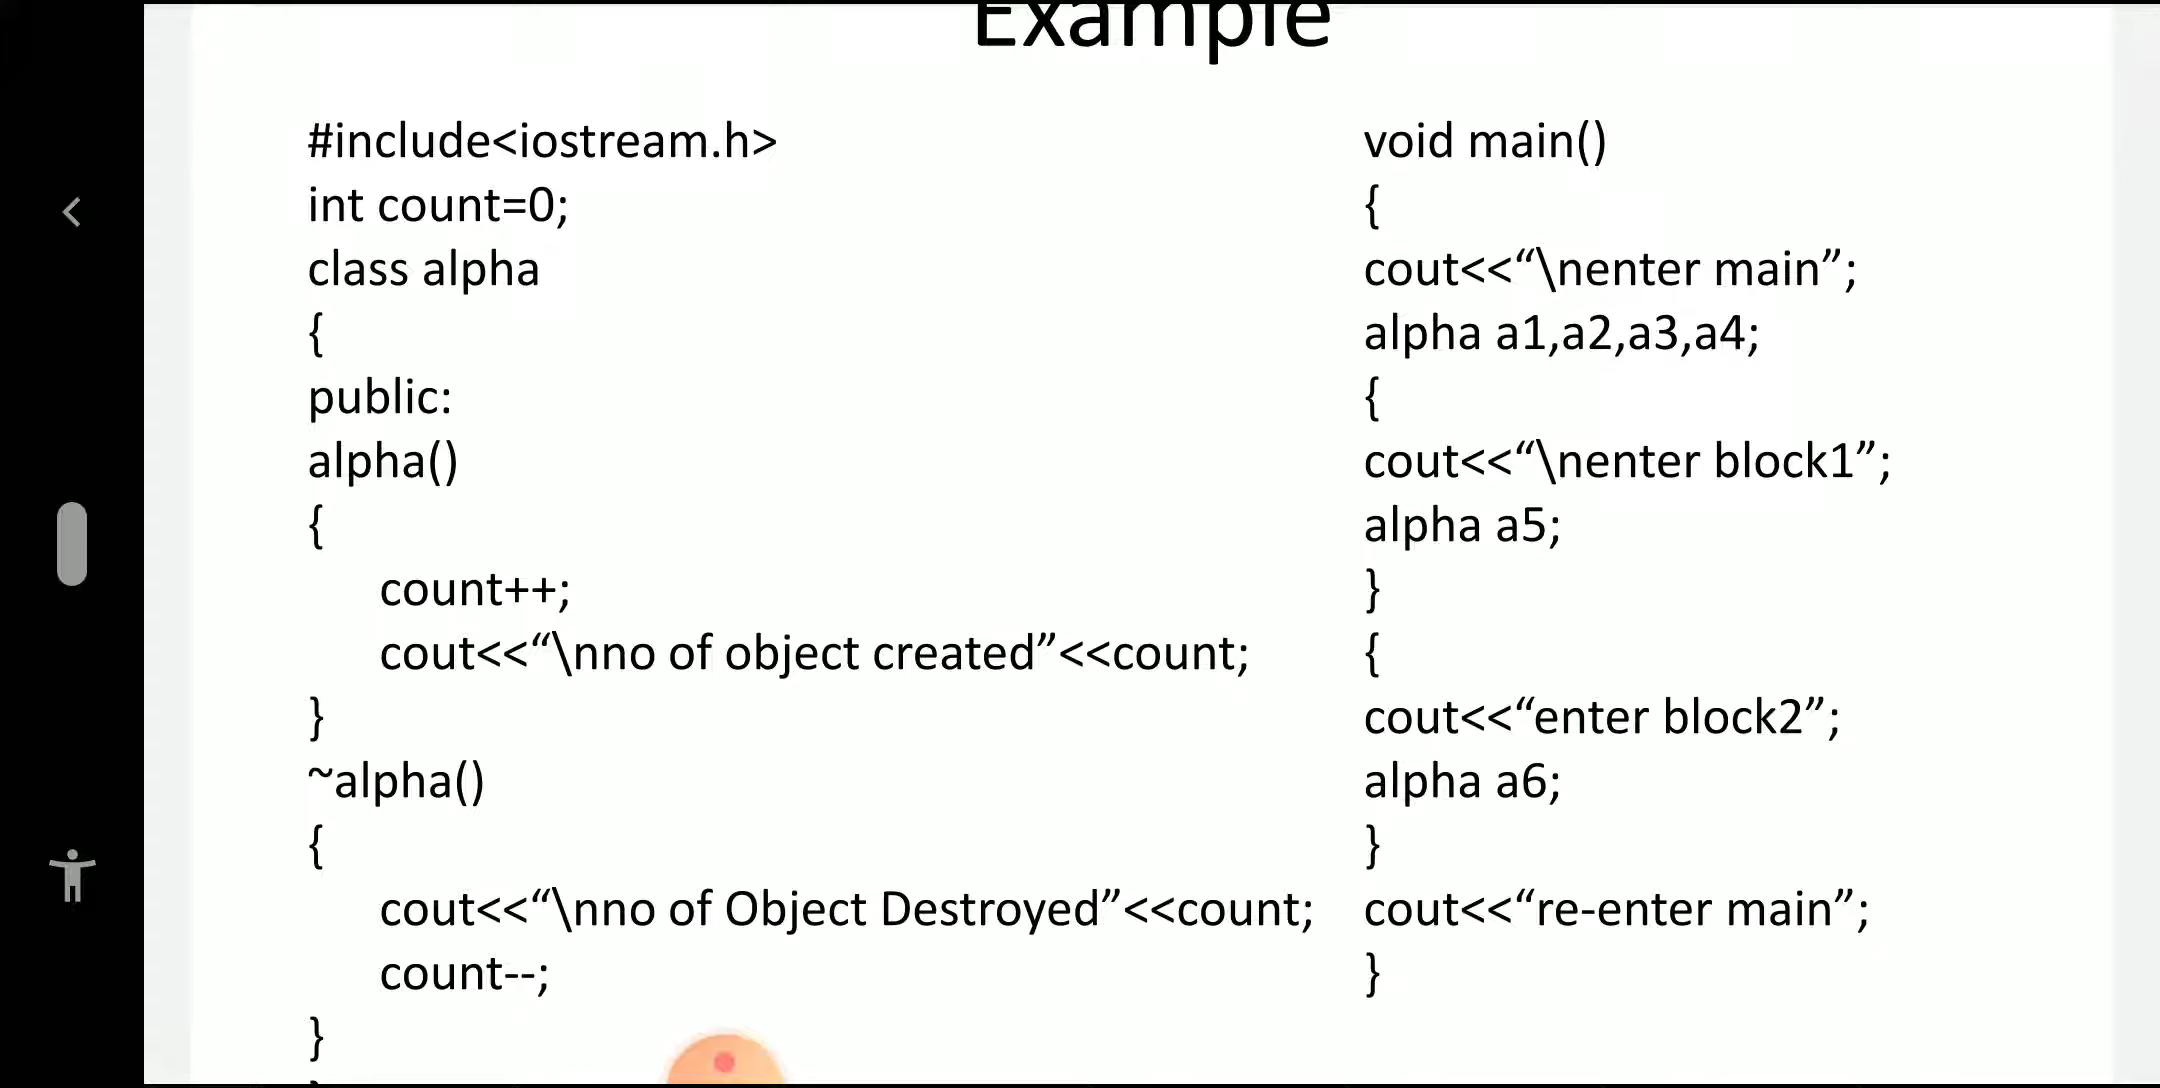 Example
#include<iostream.h>
int count=0;
class alpha
{
public:
alpha()
{
count++;
cout<<“\nno of object created”<<count;
}
~alpha()
{
cout<<“\nno of Object Destroyed”<<count;
count--;
}
void main()
{
cout<<“\nenter main”;
alpha a1,a2,a3,a4;
{
cout<<“\nenter block1”;
alpha a5;
}
{
cout<<“enter block2”;
alpha a6;
}
cout<<“re-enter main”;
}